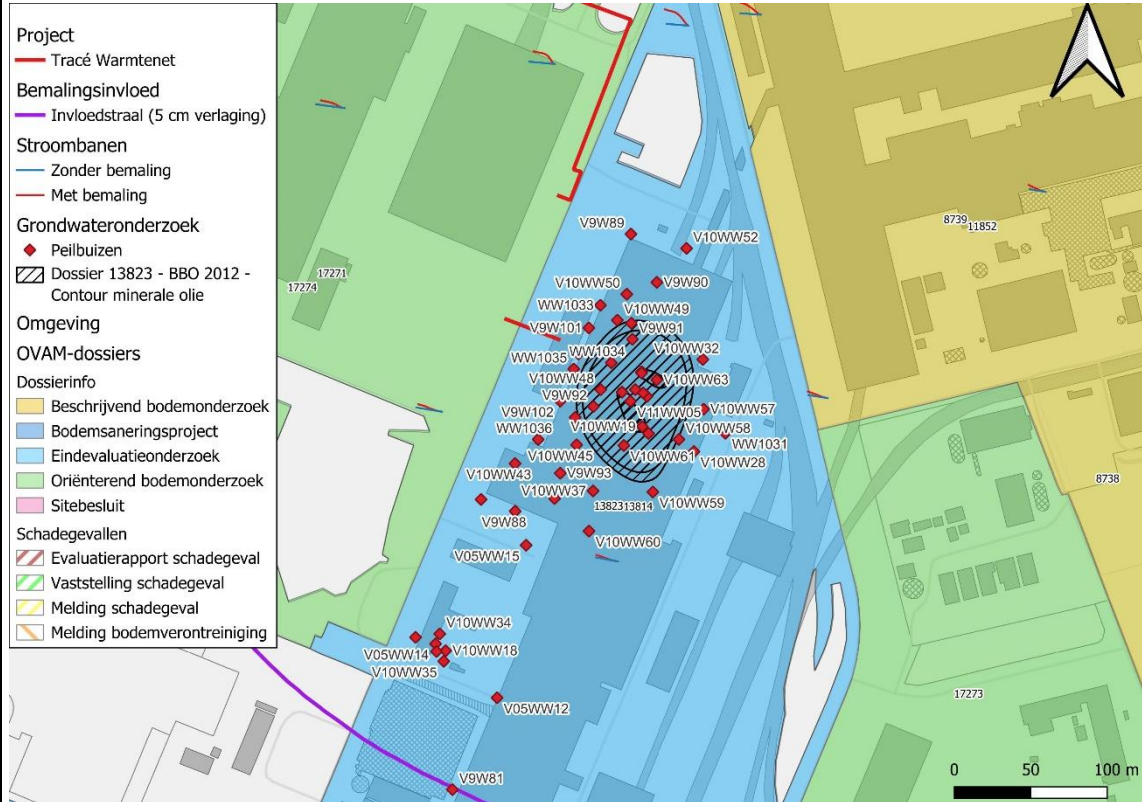 Project
Tracé Warmtenet
Bemalingsinvloed
Invloedstraal (5 cm verlaging)
Stroombanen
Zonder bemaling
Met bemaling
Grondwateronderzoek
Peilbuizen
Dossier 13823 - BBO 2012 -
Contour minerale olie
Omgeving
OVAM-dossiers
Dossierinfo
Beschrijvend bodemonderzoek
Bodemsaneringsproject
Eindevaluatieonderzoek
Oriënterend bodemonderzoek
Sitebesluit
Schadegevallen
Evaluatierapport schadegeval
Vaststelling schadegeval
Melding schadegeval
Melding bodemverontreiniging
8739
11852
V9W89
V10WW52
17271
17274
V10WW50
V9W90
WW1033
V10WW49
V9W101
V9W91
WW1034
V10WW32
WW1035
V10WW48
V10WW63
V9W92
V9W102
V11WW05
V10WW57
WW1036
V10WW19
V10WW58
WW1031
V10WW45
V10WW61
V10WW28
V10WW43
V9W93
8738
V10WW37
13823
13814
V10WW59
V9W88
V10WW60
V05WW15
V10WW34
V05WW14
V10WW18
V10WW35
17273
V05WW12
V9W81
0 50 100 m